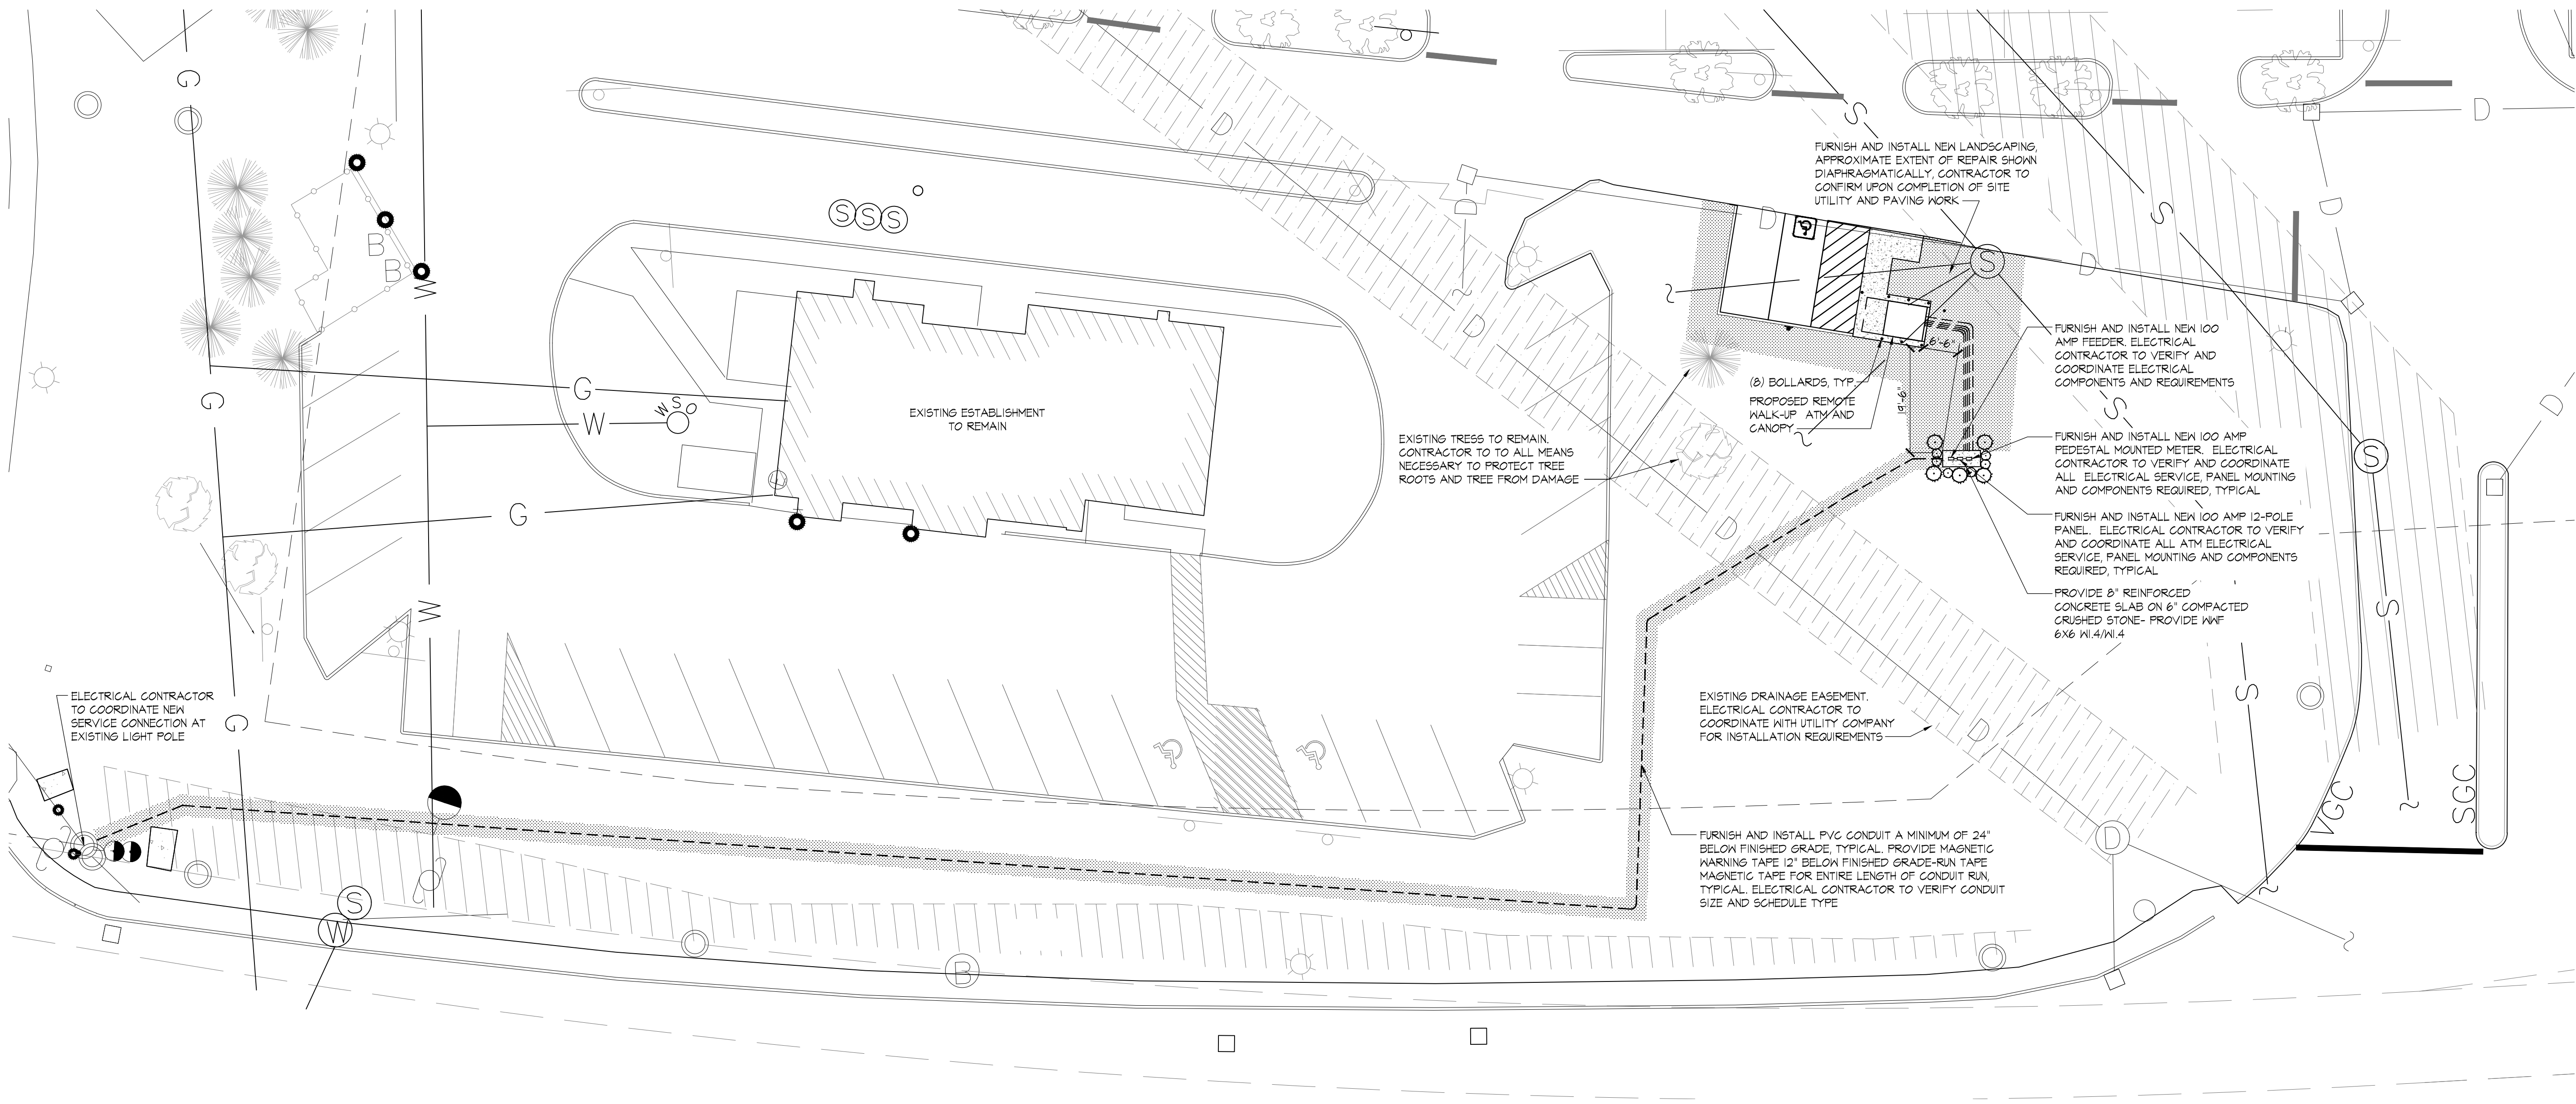 G
D
D
S
FURNISH AND INSTALL NEW LANDSCAPING,
APPROXIMATE EXTENT OF REPAIR SHOWN
DIAPHRAGMATICALLY, CONTRACTOR TO
CONFIRM UPON COMPLETION OF SITE
UTILITY AND PAVING WORK
D
D
D
S
SSS
B
B
W
S
D
D
FURNISH AND INSTALL NEW 100
AMP FEEDER. ELECTRICAL
CONTRACTOR TO VERIFY AND
COORDINATE ELECTRICAL
COMPONENTS AND REQUIREMENTS
6'-6"
19'-6"
(8) BOLLARDS, TYP.
PROPOSED REMOTE
WALK-UP ATM AND
CANOPY
G
G
W
WSO
EXISTING ESTABLISHMENT
TO REMAIN
S
D
EXISTING TRESS TO REMAIN.
CONTRACTOR TO TO ALL MEANS
NECESSARY TO PROTECT TREE
ROOTS AND TREE FROM DAMAGE
FURNISH AND INSTALL NEW 100 AMP
PEDESTAL MOUNTED METER. ELECTRICAL
CONTRACTOR TO VERIFY AND COORDINATE
ALL ELECTRICAL SERVICE, PANEL MOUNTING
AND COMPONENTS REQUIRED, TYPICAL
S
G
D
FURNISH AND INSTALL NEW 100 AMP 12-POLE
PANEL. ELECTRICAL CONTRACTOR TO VERIFY
AND COORDINATE ALL ATM ELECTRICAL
SERVICE, PANEL MOUNTING AND COMPONENTS
REQUIRED, TYPICAL
PROVIDE 8" REINFORCED
CONCRETE SLAB ON 6" COMPACTED
CRUSHED STONE- PROVIDE WWF
6X6 W1.4/W1.4
W
S
S
ELECTRICAL CONTRACTOR
TO COORDINATE NEW
SERVICE CONNECTION AT
EXISTING LIGHT POLE
G
EXISTING DRAINAGE EASEMENT.
ELECTRICAL CONTRACTOR TO
COORDINATE WITH UTILITY COMPANY
FOR INSTALLATION REQUIREMENTS
D
VGC
SGC
FURNISH AND INSTALL PVC CONDUIT A MINIMUM OF 24"
BELOW FINISHED GRADE, TYPICAL. PROVIDE MAGNETIC
WARNING TAPE 12" BELOW FINISHED GRADE-RUN TAPE
MAGNETIC TAPE FOR ENTIRE LENGTH OF CONDUIT RUN,
TYPICAL. ELECTRICAL CONTRACTOR TO VERIFY CONDUIT
SIZE AND SCHEDULE TYPE
D
S
W
B